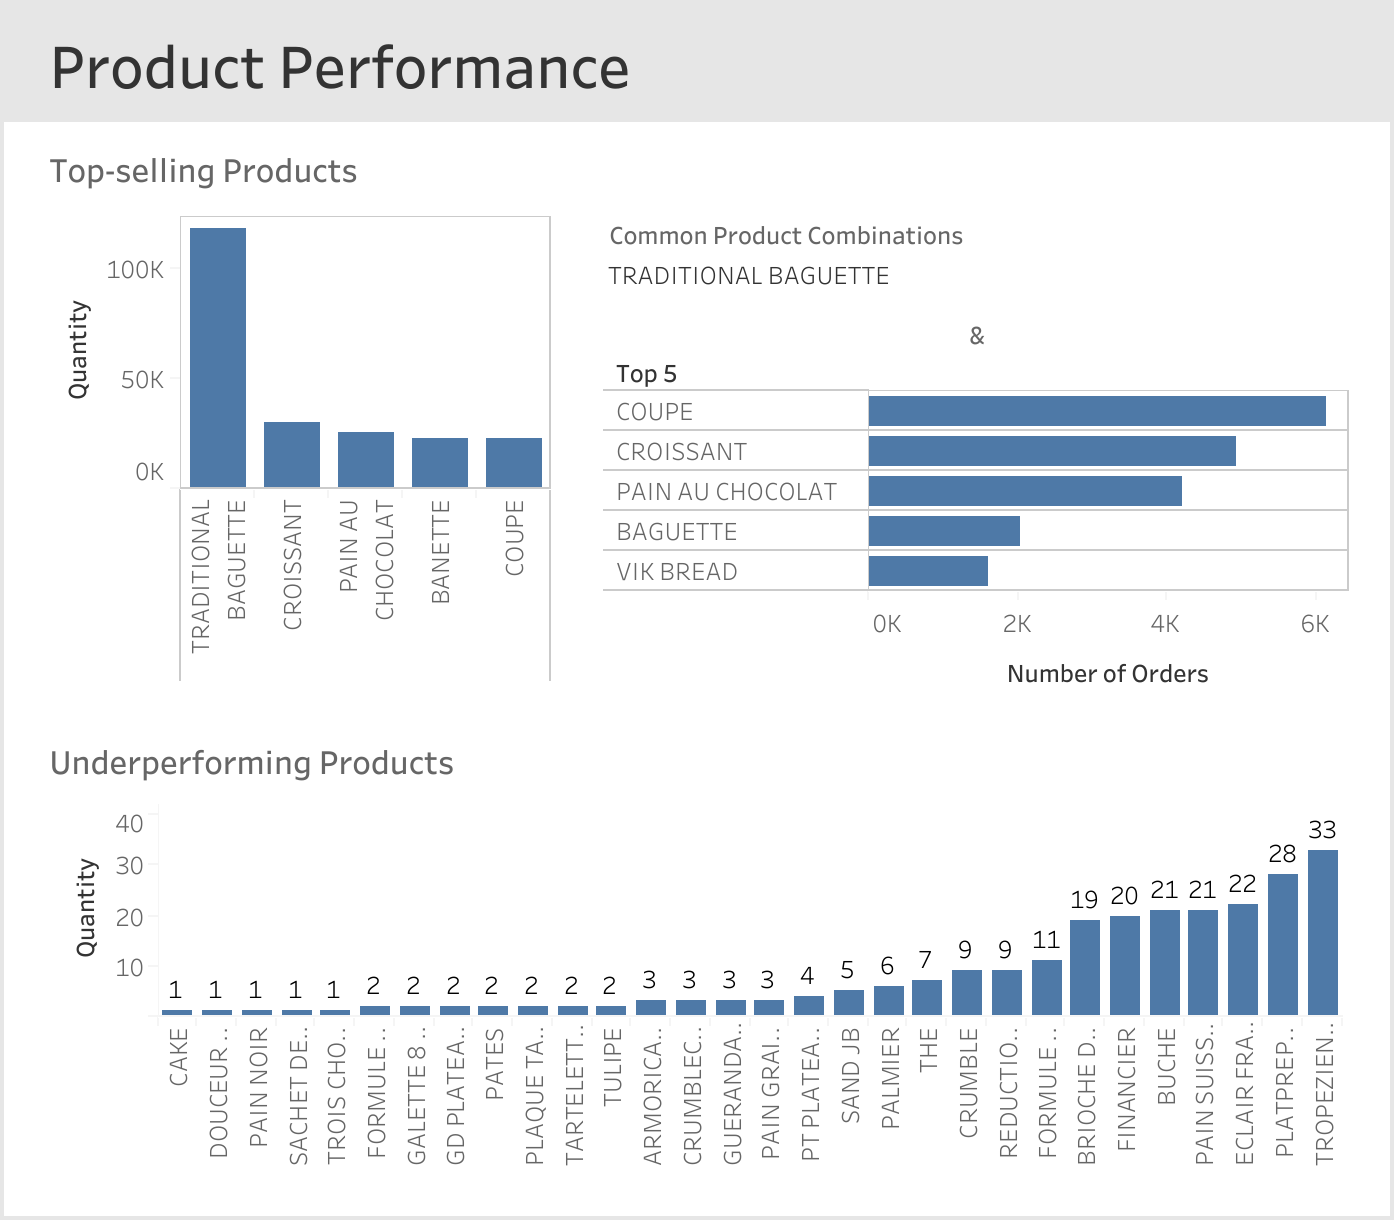 Product Performance
Top-selling Products
Quantity
100K
50K
0K
TRADITIONAL
BAGUETTE
CROISSANT
PAIN AU
CHOCOLAT
BANETTE
COUPE
Common Product Combinations
TRADITIONAL BAGUETTE
&
Top 5
COUPE
CROISSANT
PAIN AU CHOCOLAT
BAGUETTE
VIK BREAD
0K 2K 4K 6K
Number of Orders
Underperforming Products
Quantity
40
30
20
10
1 1 1 1 1 2 2 2 2 2 2 2 3 3 3 3 4 5 6 7 9 9 11 19 20 21 21 22 28 33
CAKE
DOUCEUR ..
PAIN NOIR
SACHET DE..
TROIS CHO..
FORMULE ..
GALETTE 8 ..
GD PLATEA..
PATES
PLAQUE TA..
TARTELETT..
TULIPE
ARMORICA..
CRUMBLEC..
GUERANDA..
PAIN GRAI..
PT PLATEA..
SAND JB
PALMIER
THE
CRUMBLE
REDUCTIO..
FORMULE ..
BRIOCHE D..
FINANCIER
BUCHE
PAIN SUISS..
ECLAIR FRA..
PLATPREP..
TROPEZIEN..